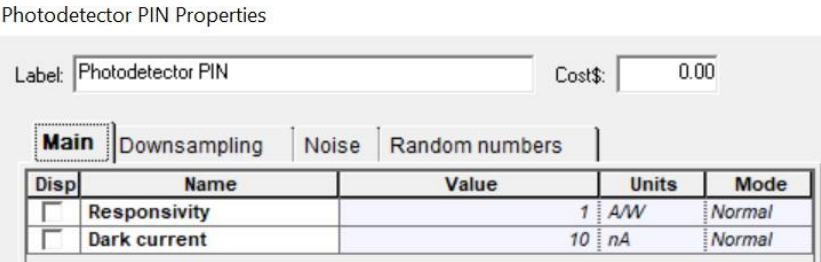 Photodetector PIN Properties
Label: Photodetector PIN Cost$: 0.00
Main Downsampling Noise Random numbers
Disp Name Value Units Mode
Responsivity 1 A/W Normal
Dark current 10 nA Normal